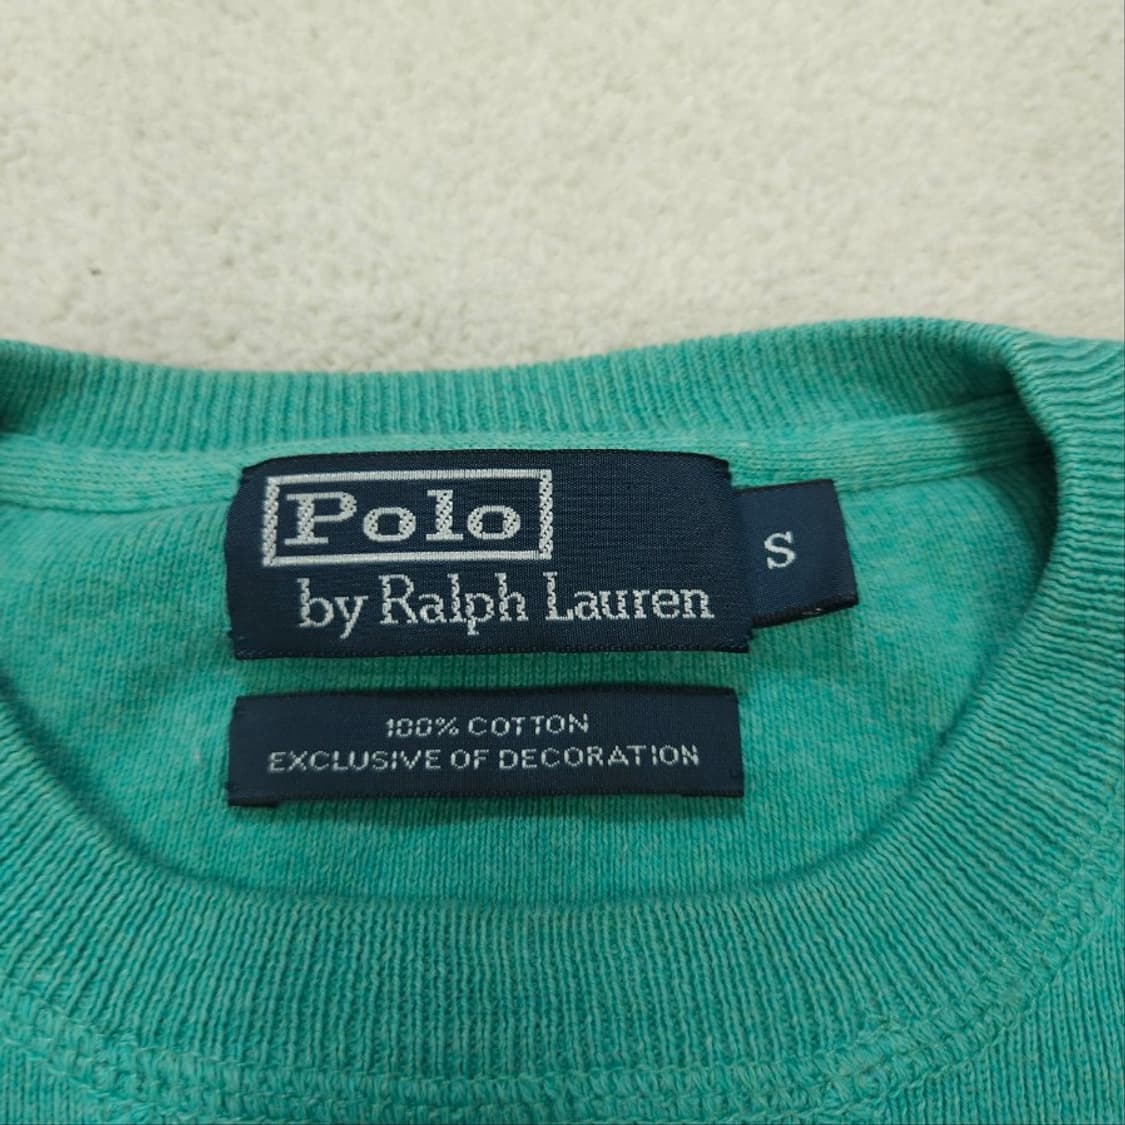 Polo
by Ralph Lauren
S
100% COTTON
EXCLUSIVE OF DECORATION